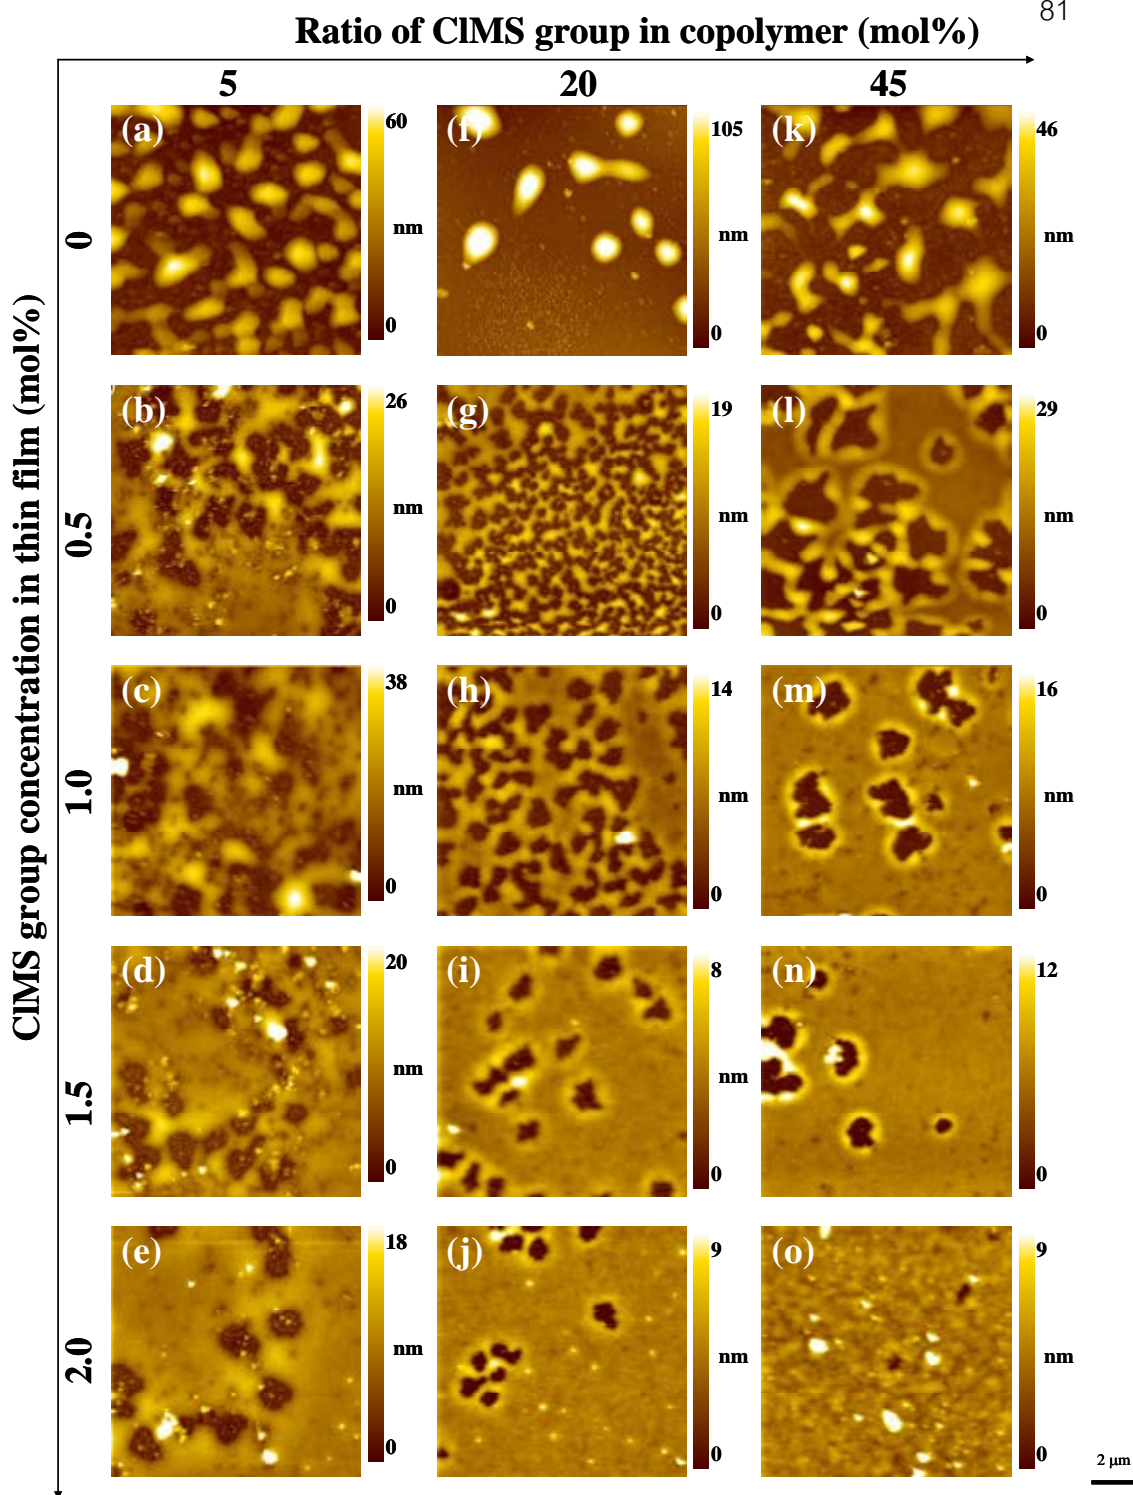 81
Ratio of ClMS group in copolymer (mol%)
5 20 45
ClMS group concentration in thin film (mol%)
0
(a) 60 nm 0
(f) 105 nm 0
(k) 46 nm 0
0.5
(b) 26 nm 0
(g) 19 nm 0
(l) 29 nm 0
1.0
(c) 38 nm 0
(h) 14 nm 0
(m) 16 nm 0
1.5
(d) 20 nm 0
(i) 8 nm 0
(n) 12 nm 0
2.0
(e) 18 nm 0
(j) 9 nm 0
(o) 9 nm 0
2 μm